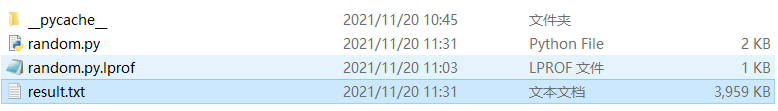 __pycache__ 2021/11/20 10:45 文件夹
random.py 2021/11/20 11:31 Python File 2 KB
random.py.lprof 2021/11/20 11:03 LPROF 文件 1 KB
result.txt 2021/11/20 11:31 文本文档 3,959 KB